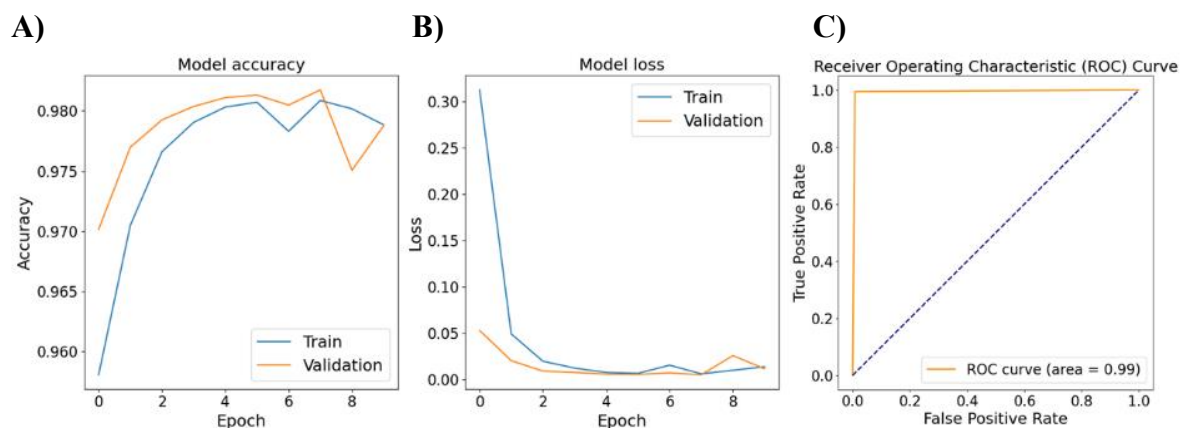 A)
Model accuracy
0.980
0.975
0.970
0.965
0.960
Accuracy
Train
Validation
0 2 4 6 8
Epoch
B)
Model loss
0.30
0.25
0.20
0.15
0.10
0.05
0.00
Loss
Train
Validation
0 2 4 6 8
Epoch
C)
Receiver Operating Characteristic (ROC) Curve
1.0
0.8
0.6
0.4
0.2
0.0
True Positive Rate
ROC curve (area = 0.99)
0.0 0.2 0.4 0.6 0.8 1.0
False Positive Rate